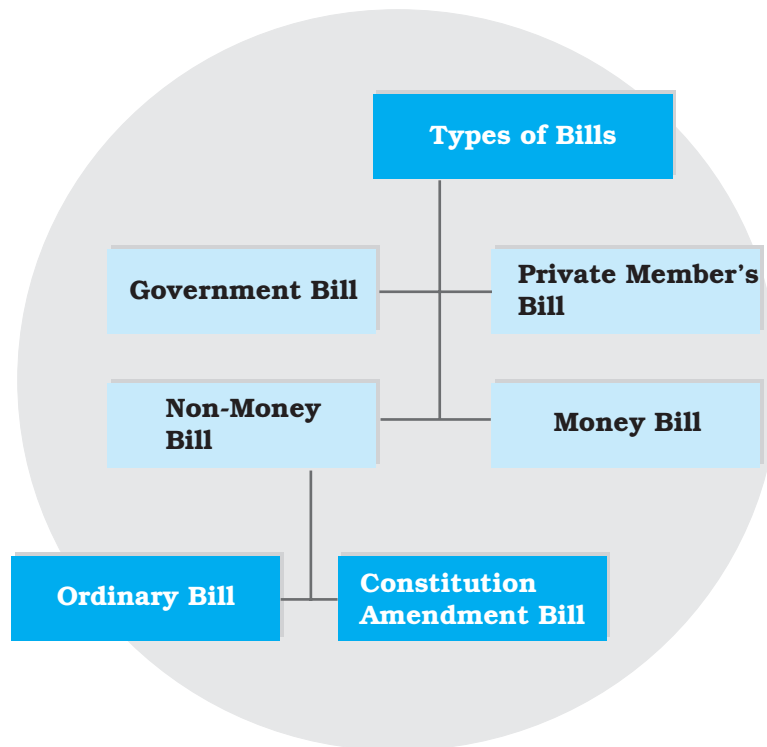 Types of Bills
Government Bill
Private Member's
Bill
Non-Money
Bill
Money Bill
Ordinary Bill
Constitution
Amendment Bill